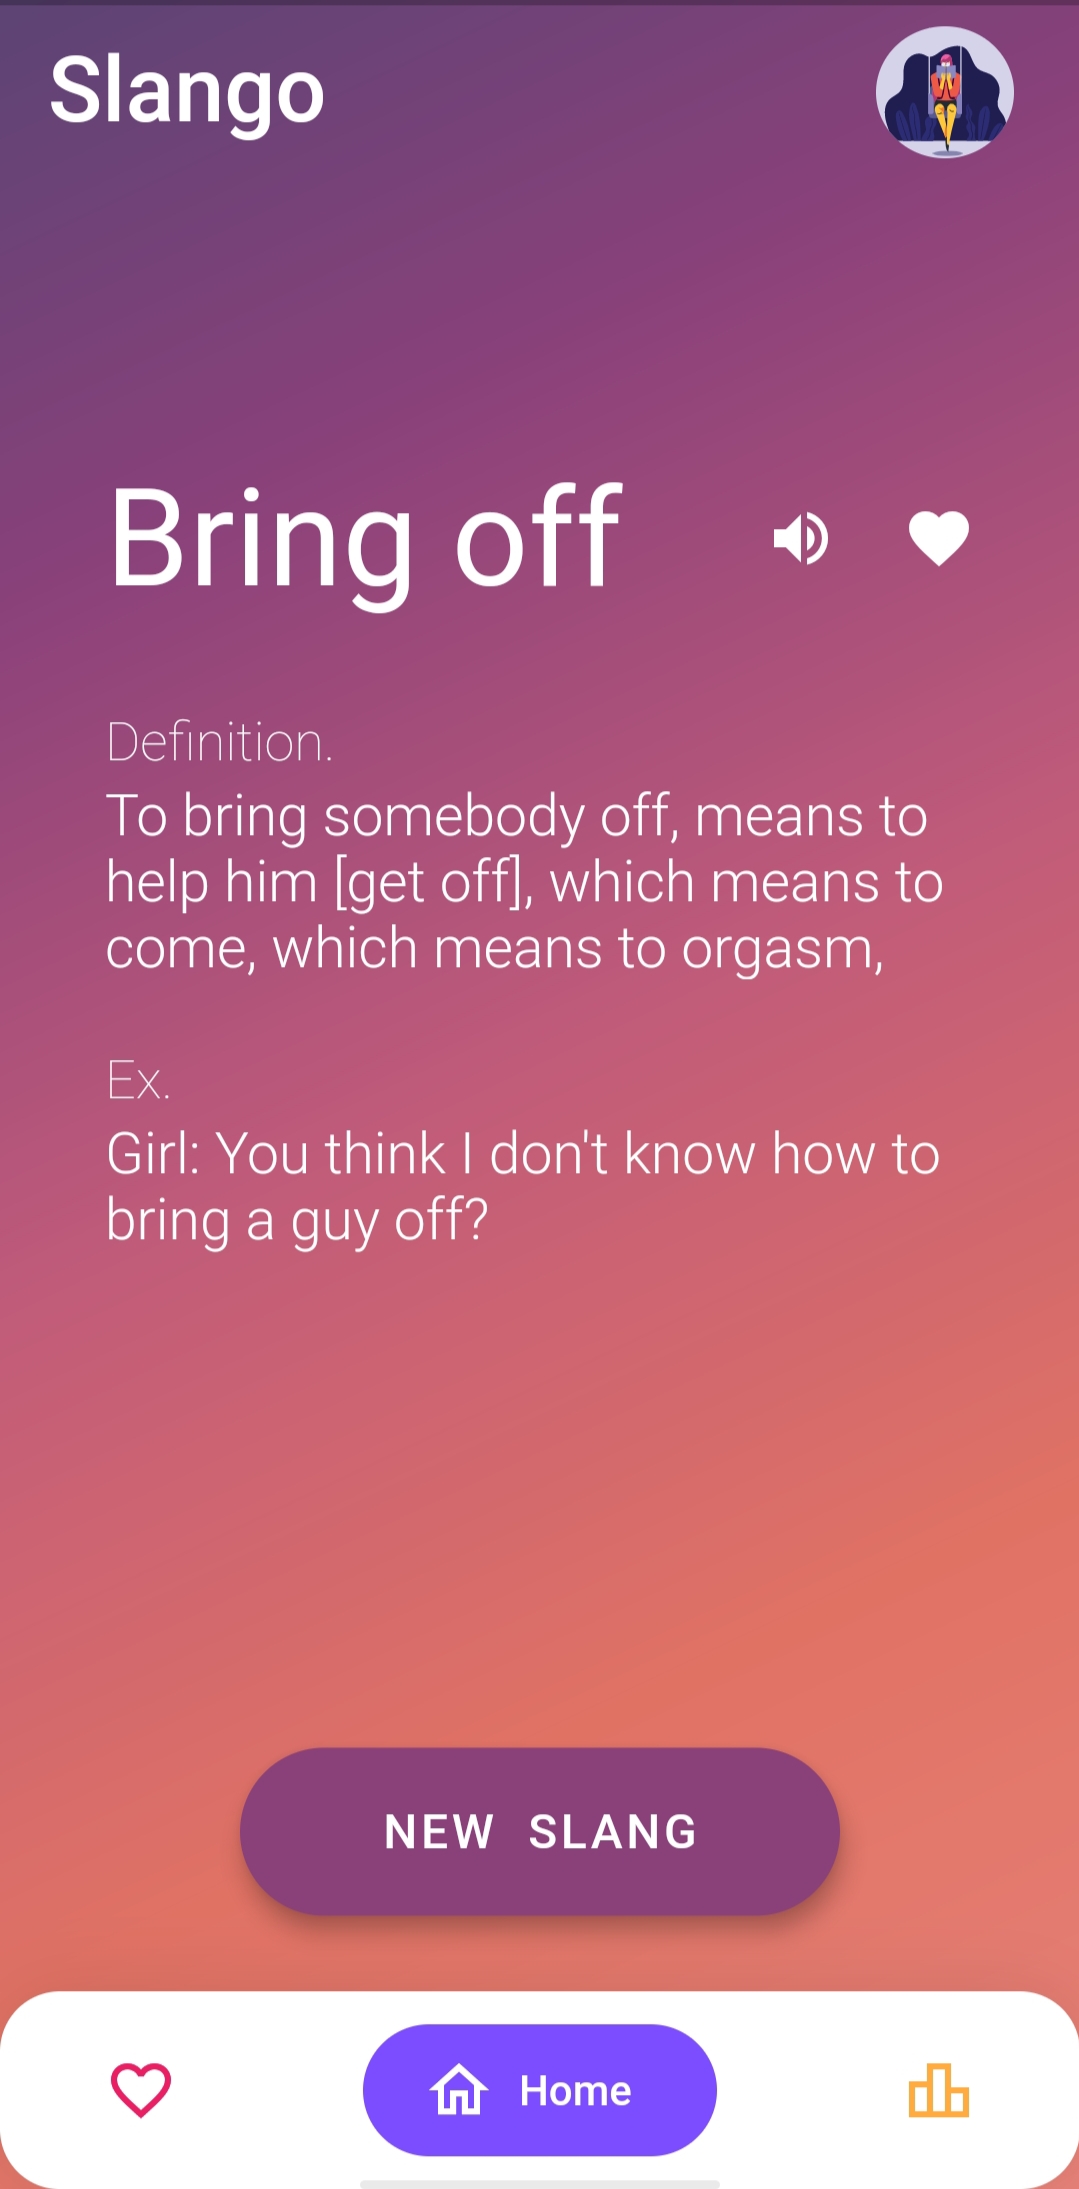 Slango
Bring off
Definition.
To bring somebody off, means to
help him [get off], which means to
come, which means to orgasm,
Ex.
Girl: You think I don't know how to
bring a guy off?
NEW SLANG
Home